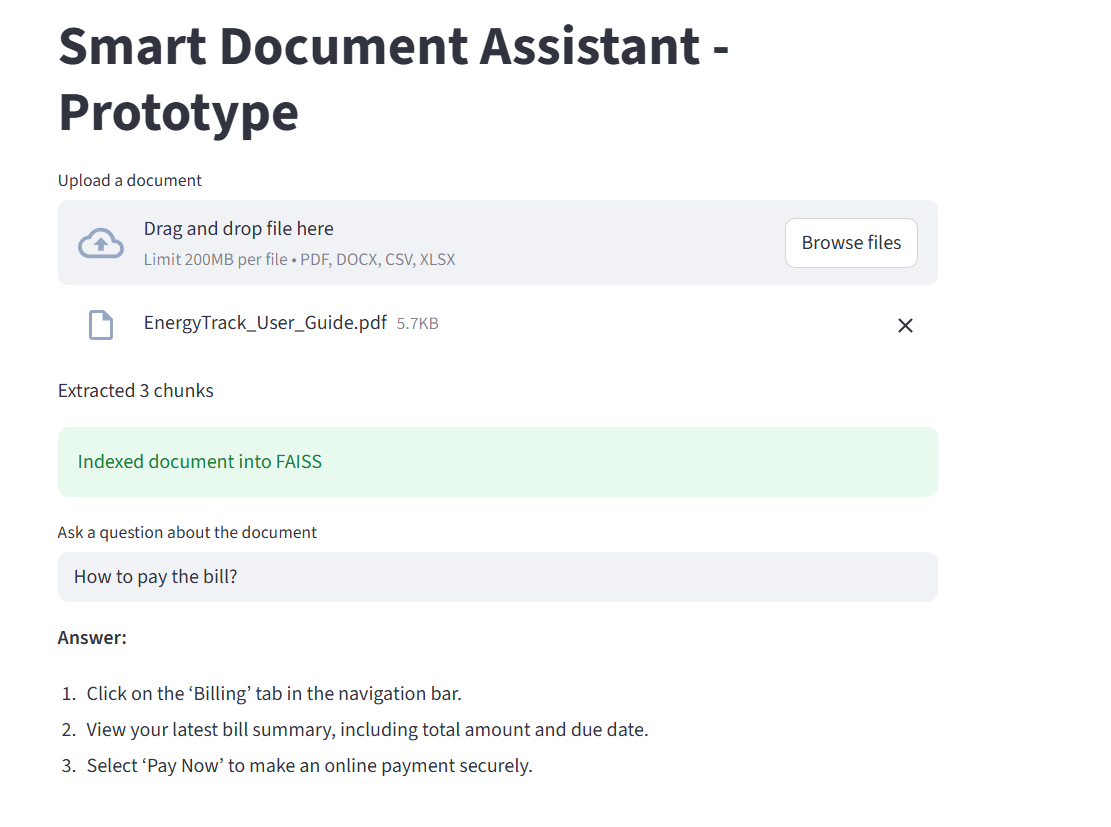 Smart Document Assistant -
Prototype
Upload a document
Drag and drop file here
Limit 200MB per file • PDF, DOCX, CSV, XLSX
Browse files
EnergyTrack_User_Guide.pdf 5.7KB
Extracted 3 chunks
Indexed document into FAISS
Ask a question about the document
How to pay the bill?
Answer:
1. Click on the ‘Billing’ tab in the navigation bar.
2. View your latest bill summary, including total amount and due date.
3. Select ‘Pay Now’ to make an online payment securely.